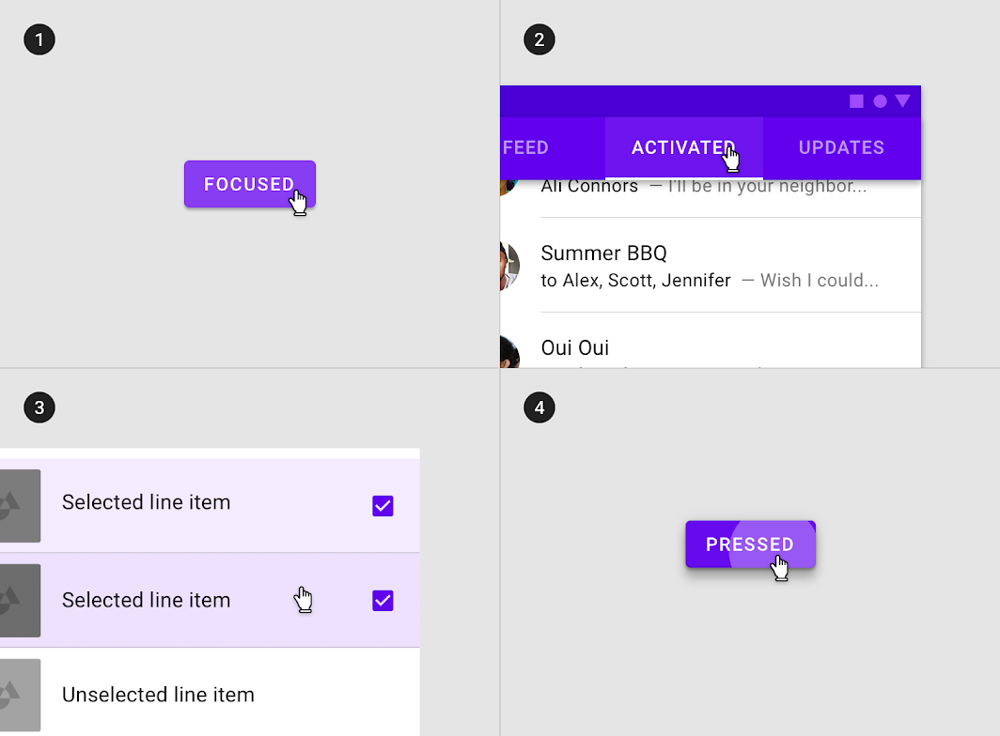 1
FOCUSED
2
FEED ACTIVATED UPDATES
Ali Connors — I'll be in your neighbor...
Summer BBQ
to Alex, Scott, Jennifer — Wish I could...
Oui Oui
3
Selected line item
Selected line item
Unselected line item
4
PRESSED